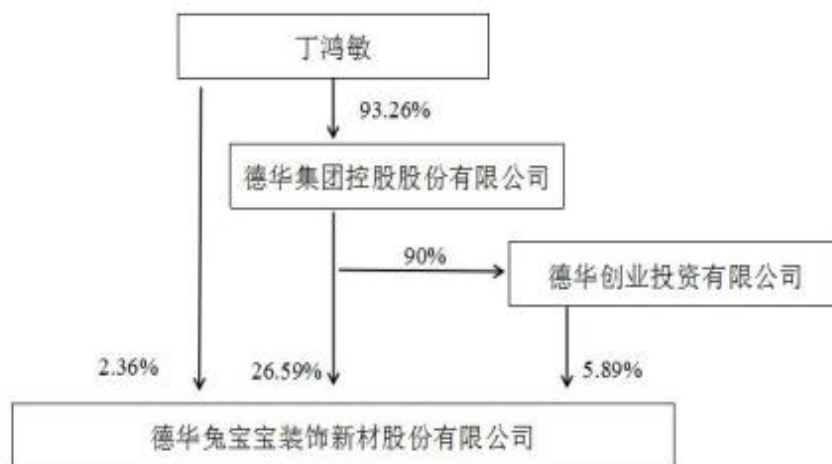 丁鸿敏
93.26%
德华集团控股股份有限公司
90%
德华创业投资有限公司
2.36%
26.59%
5.89%
德华兔宝宝装饰新材股份有限公司